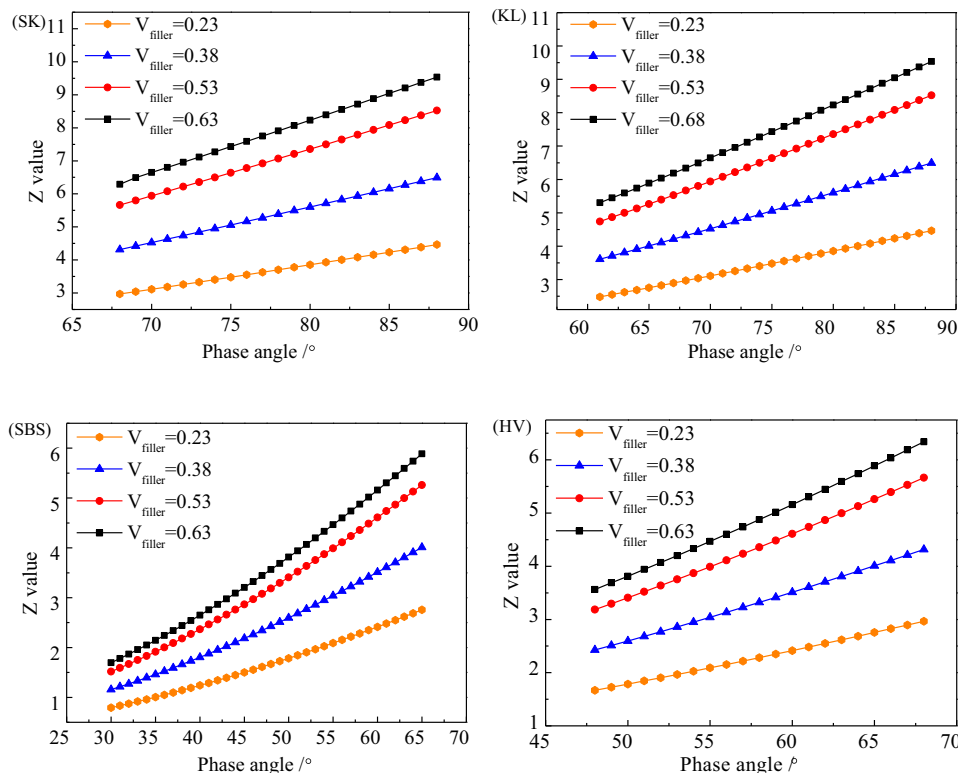 (SK)
11
10
9
8
7
6
5
4
3
Z value
V filler=0.23
V filler=0.38
V filler=0.53
V filler=0.63
65 70 75 80 85 90
Phase angle /°
(KL)
11
10
9
8
7
6
5
4
3
Z value
V filler=0.23
V filler=0.38
V filler=0.53
V filler=0.68
60 65 70 75 80 85 90
Phase angle /°
(SBS)
6
5
4
3
2
1
Z value
V filler=0.23
V filler=0.38
V filler=0.53
V filler=0.63
25 30 35 40 45 50 55 60 65 70
Phase angle /°
(HV)
6
5
4
3
2
1
Z value
V filler=0.23
V filler=0.38
V filler=0.53
V filler=0.63
45 50 55 60 65 70
Phase angle /°